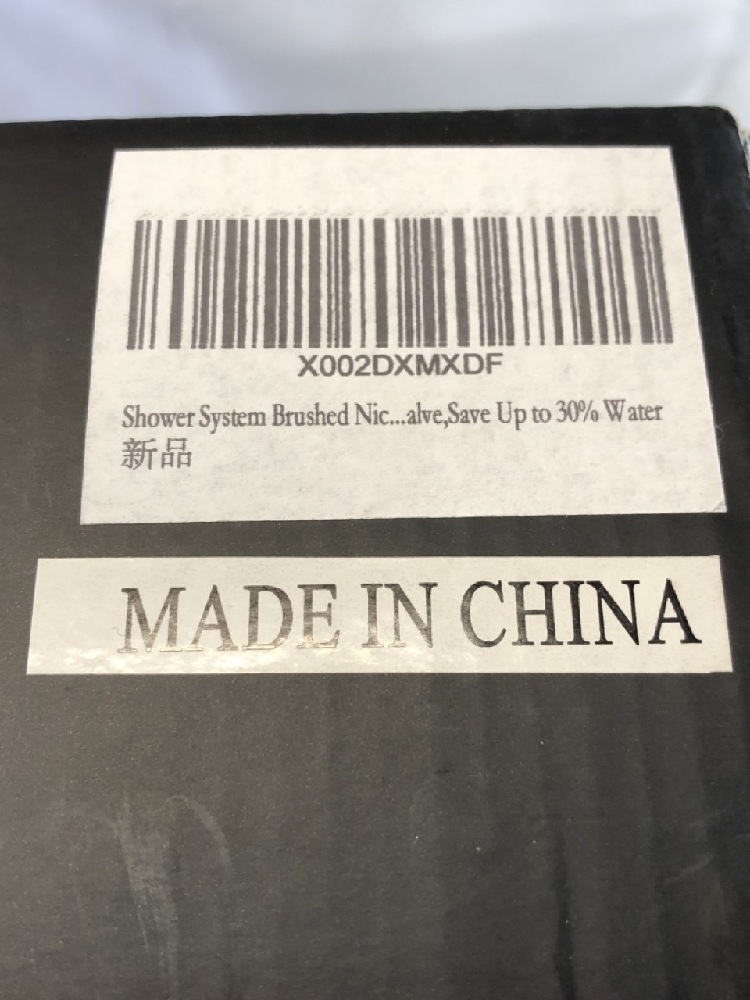 X002DXMXDF
Shower System Brushed Nic...alve,Save Up to 30% Water
新品
MADE IN CHINA